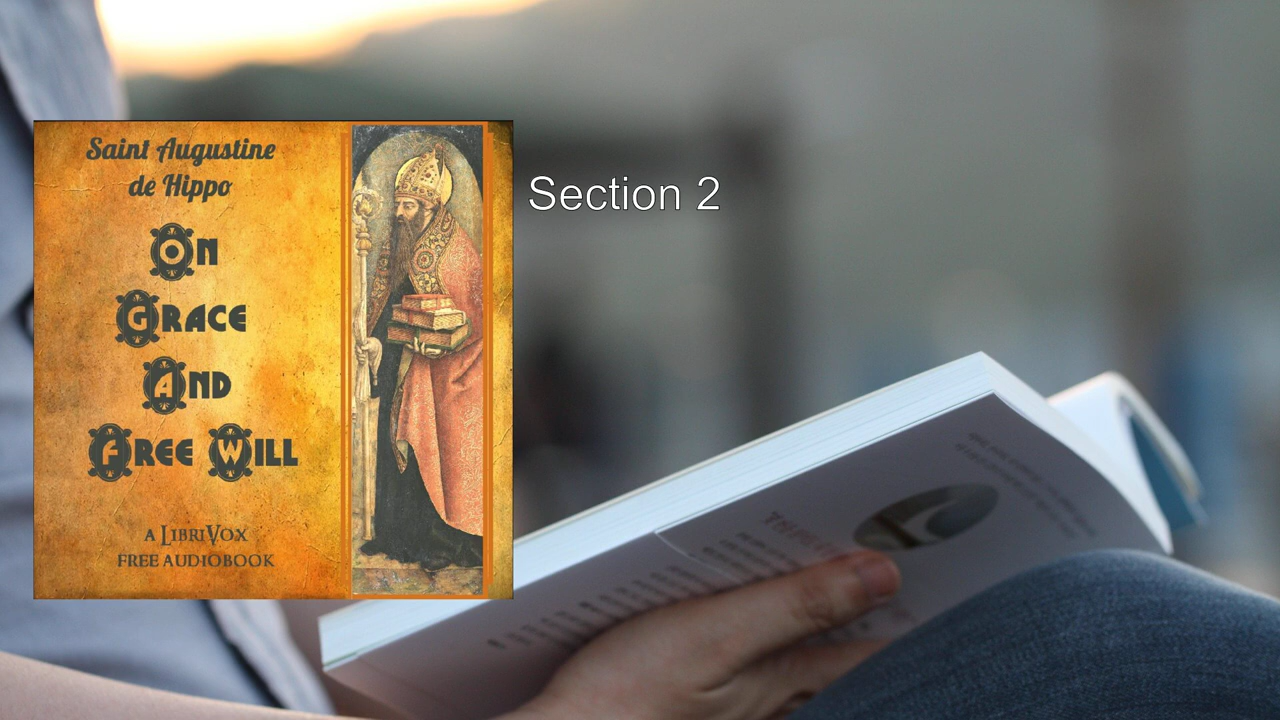 Saint Augustine
de Hippo
On
Grace
And
Free Will
a LibriVox
free audiobook
Section 2